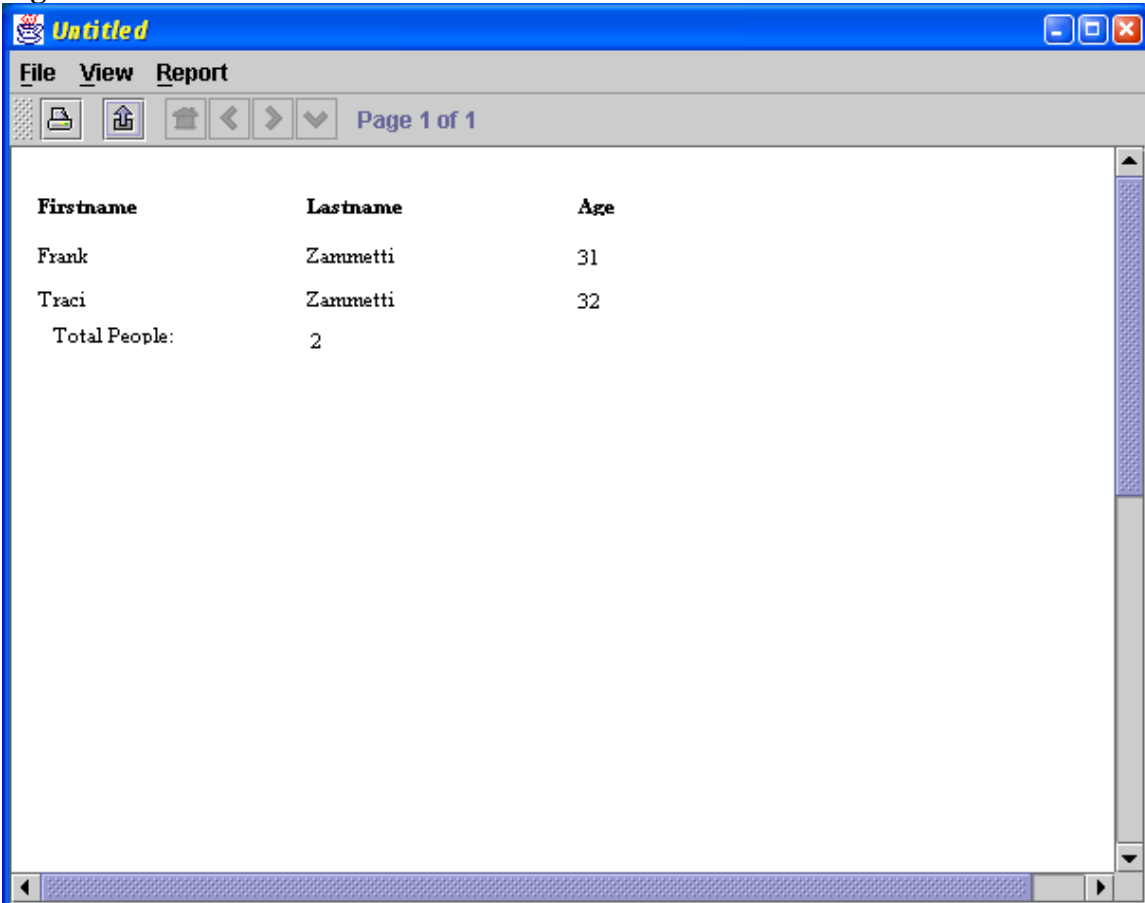 Untitled
File View Report
Page 1 of 1
Firstname Lastname Age
Frank Zammetti 31
Traci Zammetti 32
Total People: 2